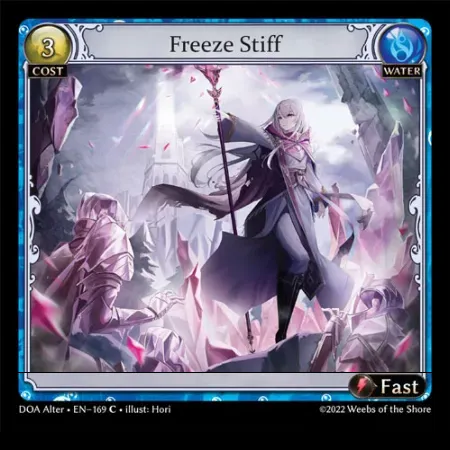 3
Freeze Stiff
COST
WATER
Fast
DOA Alter • EN-169 C • illust: Hori
©2022 Weebs of the Shore